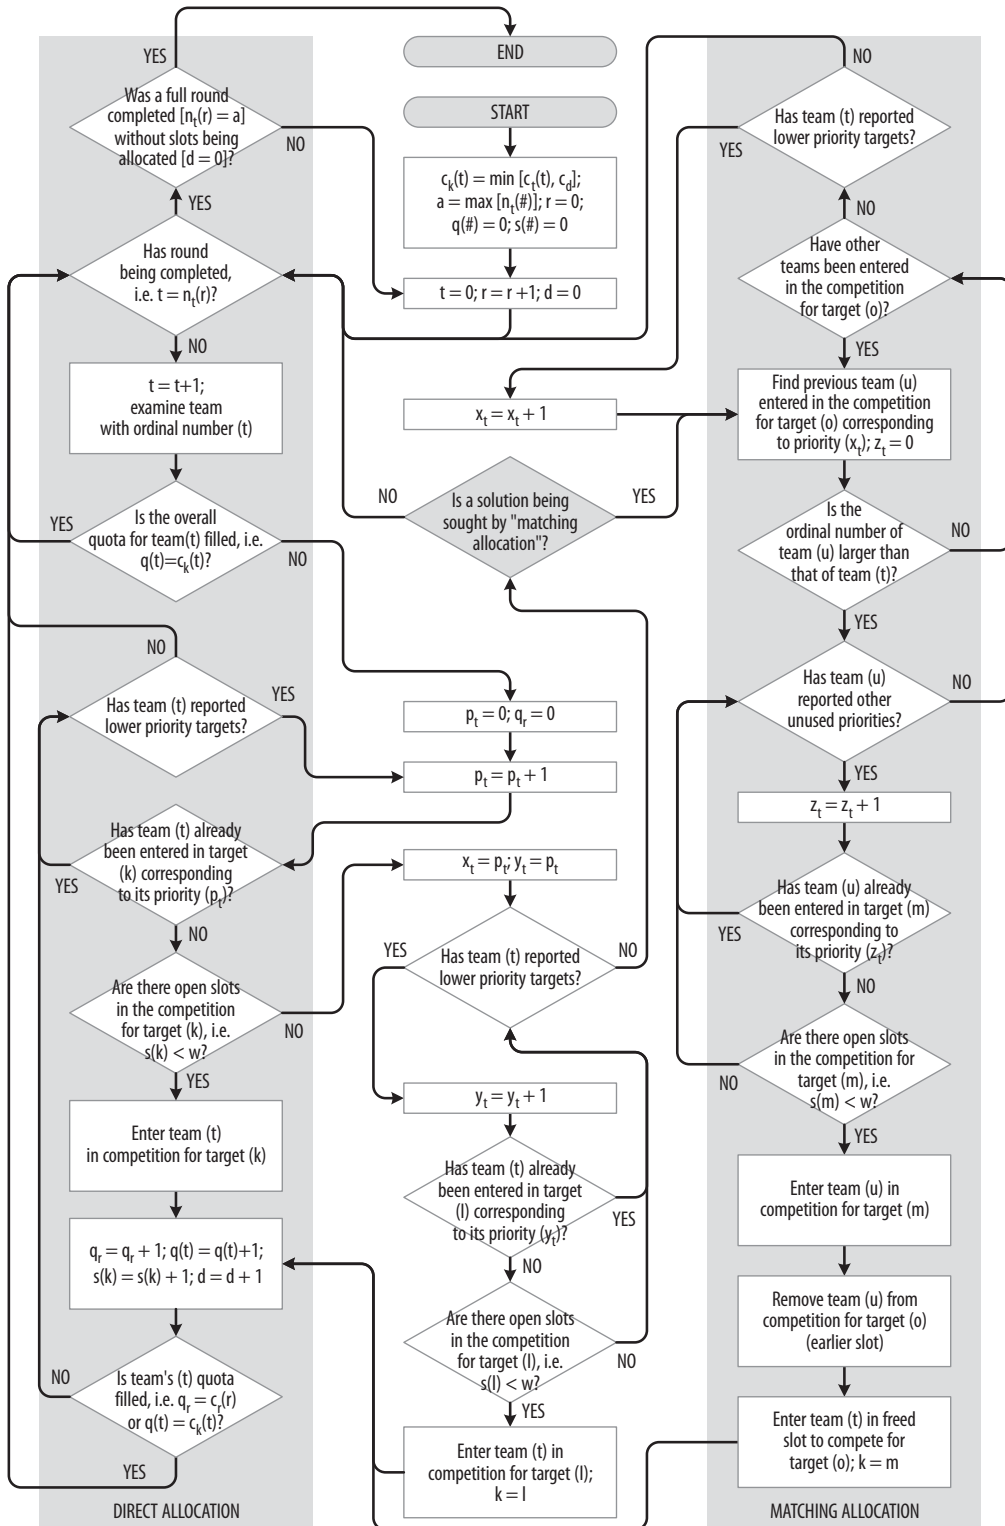 END
START
c_k(t) = min [c_t(t), c_d];
a = max [n_t(#)]; r = 0;
q(#) = 0; s(#) = 0
t = 0; r = r +1; d = 0
YES
Was a full round
completed [n_t(r) = a]
without slots being
allocated [d = 0]?
NO
YES
Has round
being completed,
i.e. t = n_t(r)?
NO
t = t+1;
examine team
with ordinal number (t)
YES
Is the overall
quota for team(t) filled, i.e.
q(t)=c_k(t)?
NO
NO
Has team (t) reported
lower priority targets?
YES
Has team (t) already
been entered in target
(k) corresponding
to its priority (p_t)?
YES
NO
Are there open slots
in the competition
for target (k), i.e.
s(k) < w?
NO
YES
Enter team (t)
in competition for target (k)
q_r = q_r + 1; q(t) = q(t)+1;
s(k) = s(k) + 1; d = d + 1
NO
Is team's (t) quota
filled, i.e. q_r = c_r(r)
or q(t) = c_k(t)?
YES
DIRECT ALLOCATION
x_t = x_t + 1
NO
Is a solution being
sought by "matching
allocation"?
YES
p_t = 0; q_r = 0
p_t = p_t + 1
x_t = p_t; y_t = p_t
YES
Has team (t) reported
lower priority targets?
NO
y_t = y_t + 1
Has team (t) already
been entered in target
(l) corresponding
to its priority (y_t)?
YES
NO
Are there open slots
in the competition
for target (l), i.e.
s(l) < w?
NO
YES
Enter team (t) in
competition for target (l);
k = l
NO
Has team (t) reported
lower priority targets?
YES
NO
Have other
teams been entered
in the competition
for target (o)?
YES
Find previous team (u)
entered in the competition
for target (o) corresponding
to priority (x_t); z_t = 0
Is the
ordinal number of
team (u) larger than
that of team (t)?
NO
YES
Has team (u)
reported other
unused priorities?
NO
YES
z_t = z_t + 1
Has team (u) already
been entered in target (m)
corresponding to
its priority (z_t)?
YES
NO
Are there open slots
in the competition for
target (m), i.e.
s(m) < w?
NO
YES
Enter team (u) in
competition for target (m)
Remove team (u) from
competition for target (o)
(earlier slot)
Enter team (t) in freed
slot to compete for
target (o); k = m
MATCHING ALLOCATION